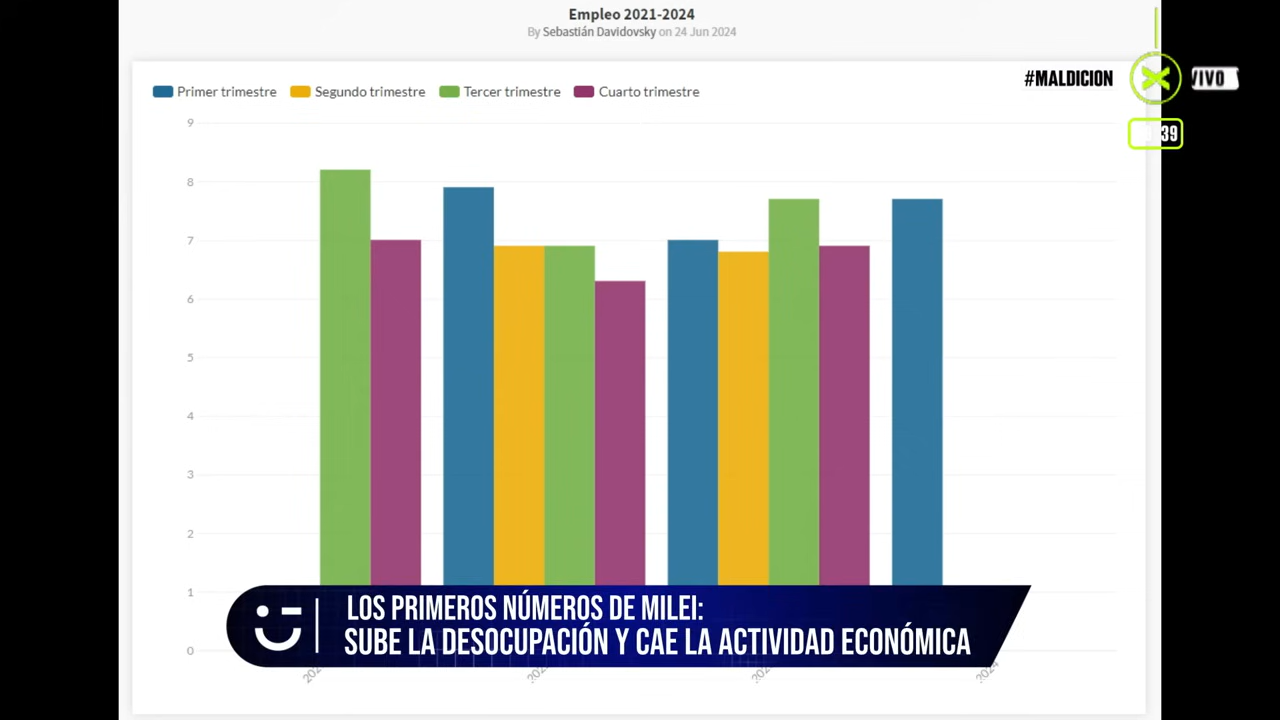 Empleo 2021-2024
By Sebastián Davidovsky on 24 Jun 2024
#MALDICION
VIVO
39
Primer trimestre Segundo trimestre Tercer trimestre Cuarto trimestre
9
8
7
6
5
4
3
2
1
0
LOS PRIMEROS NÚMEROS DE MILEI:
SUBE LA DESOCUPACIÓN Y CAE LA ACTIVIDAD ECONÓMICA
2024